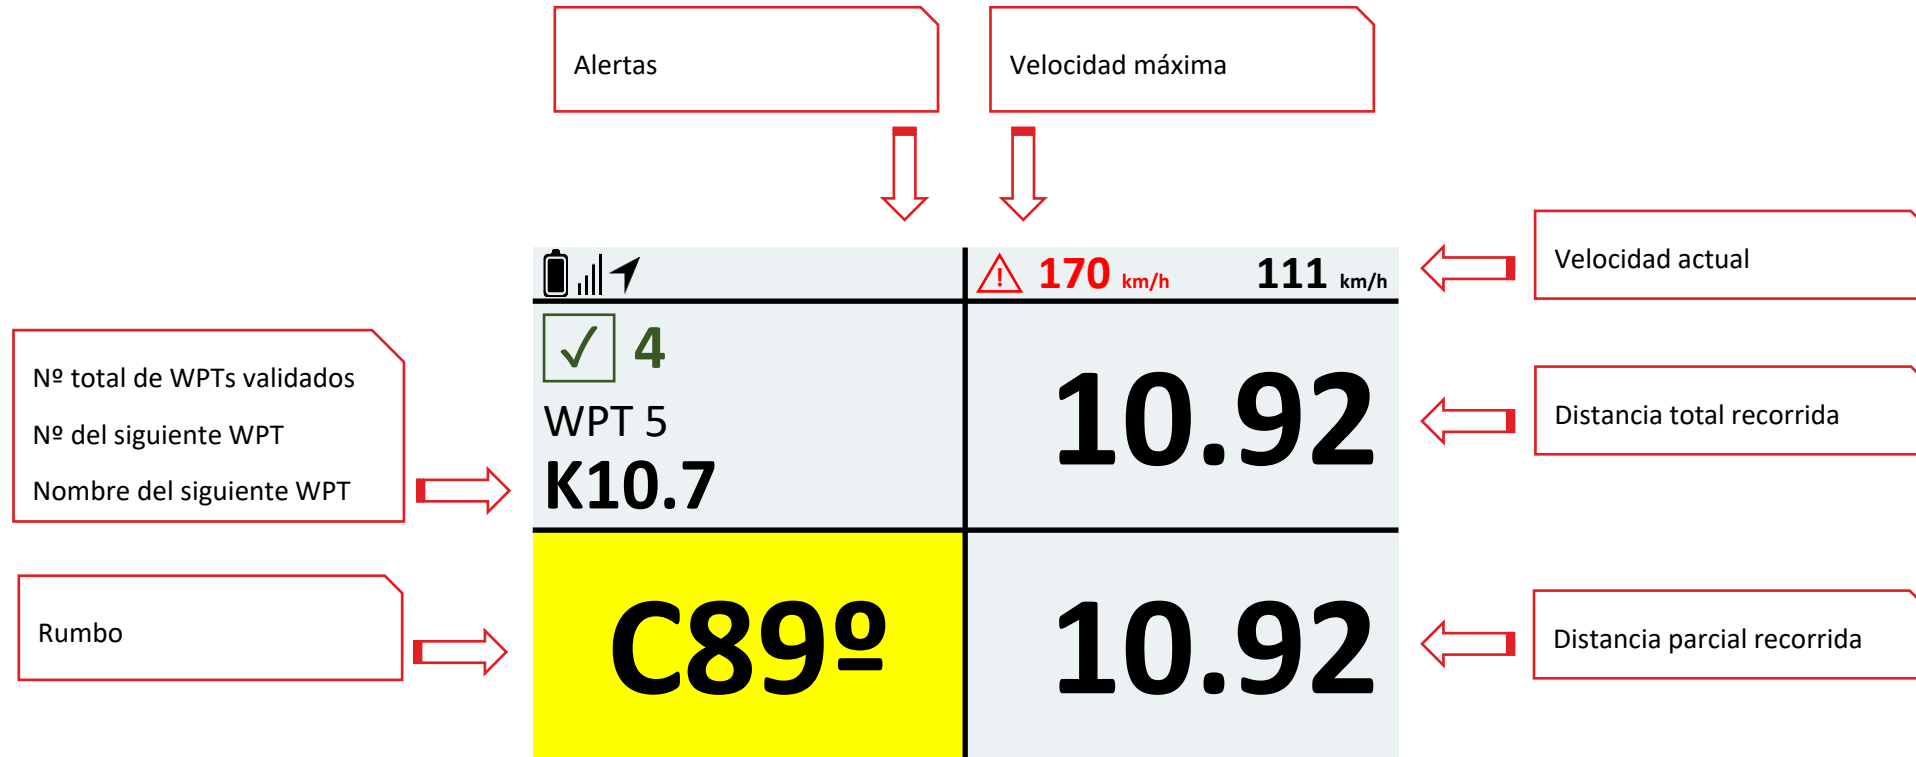 Alertas
Velocidad máxima
170 km/h
111 km/h
Velocidad actual
4
WPT 5
K10.7
10.92
Nº total de WPTs validados
Nº del siguiente WPT
Nombre del siguiente WPT
Distancia total recorrida
Rumbo
C89º
10.92
Distancia parcial recorrida